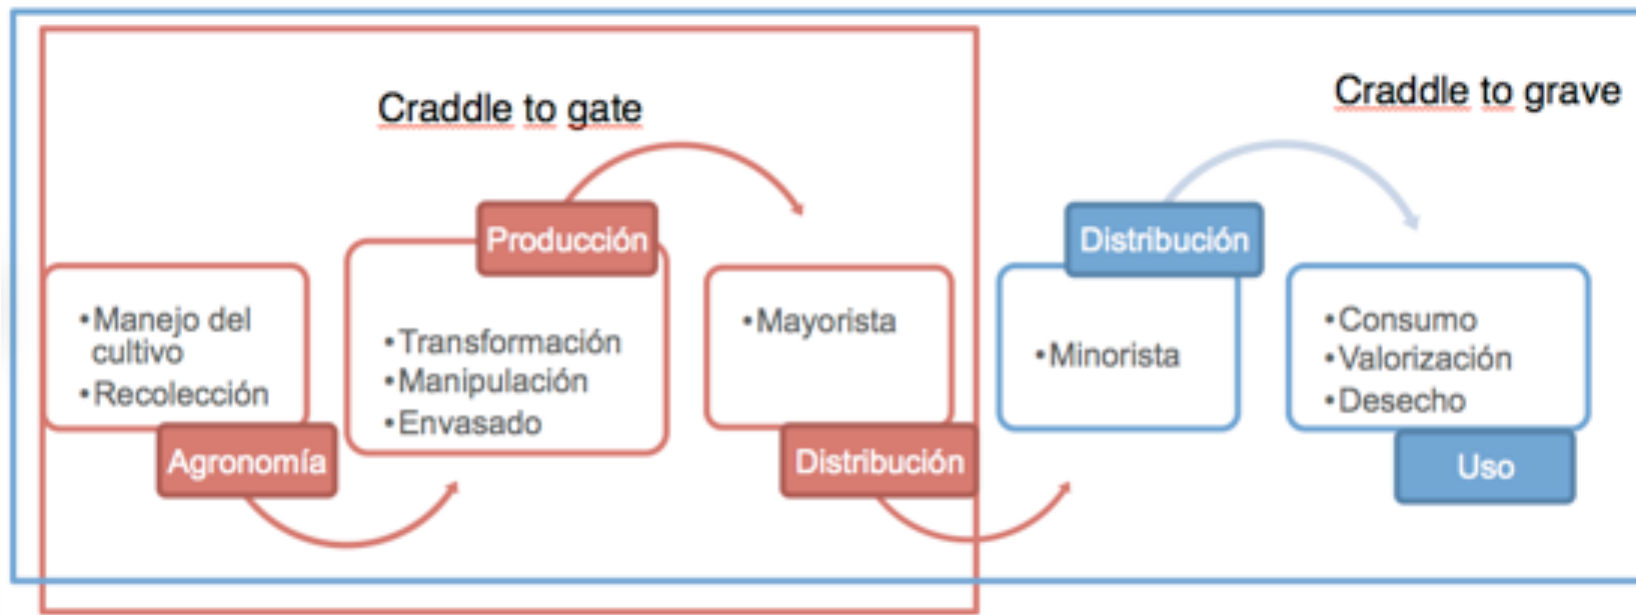 Craddle to gate
Craddle to grave
•Manejo del
cultivo
•Recolección
Agronomía
Producción
•Transformación
•Manipulación
•Envasado
•Mayorista
Distribución
Distribución
•Minorista
•Consumo
•Valorización
•Desecho
Uso